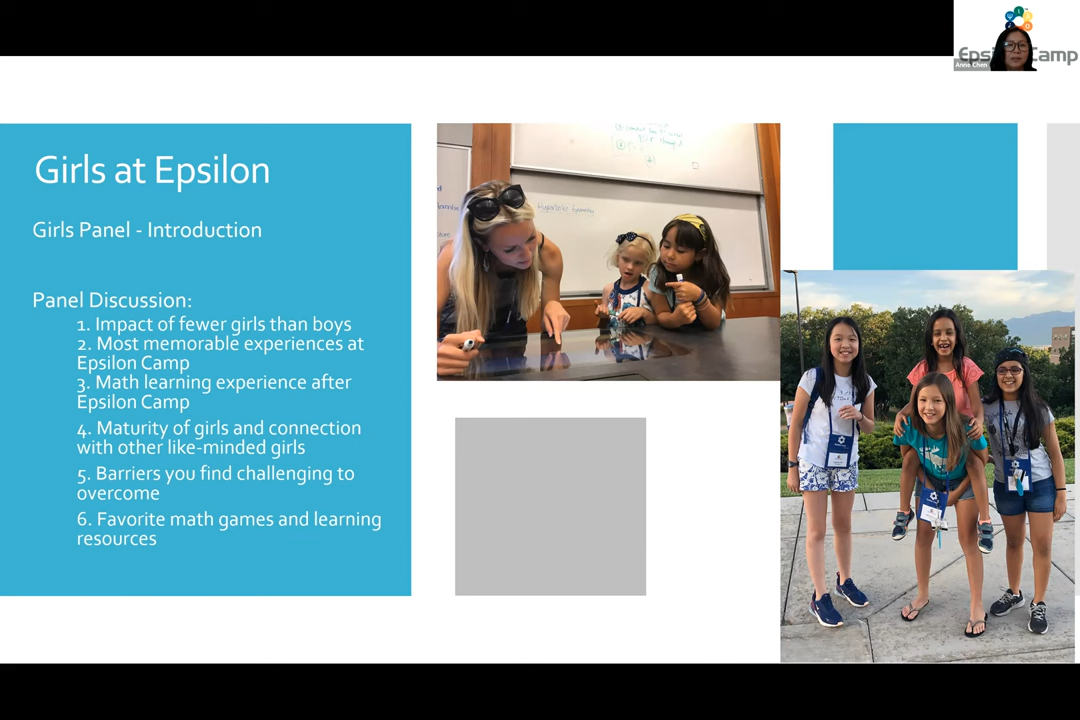 Epsilon Camp
Anne Chen
Girls at Epsilon
Girls Panel - Introduction
Panel Discussion:
1. Impact of fewer girls than boys
2. Most memorable experiences at
Epsilon Camp
3. Math learning experience after
Epsilon Camp
4. Maturity of girls and connection
with other like-minded girls
5. Barriers you find challenging to
overcome
6. Favorite math games and learning
resources
Hyperbolic Geometry